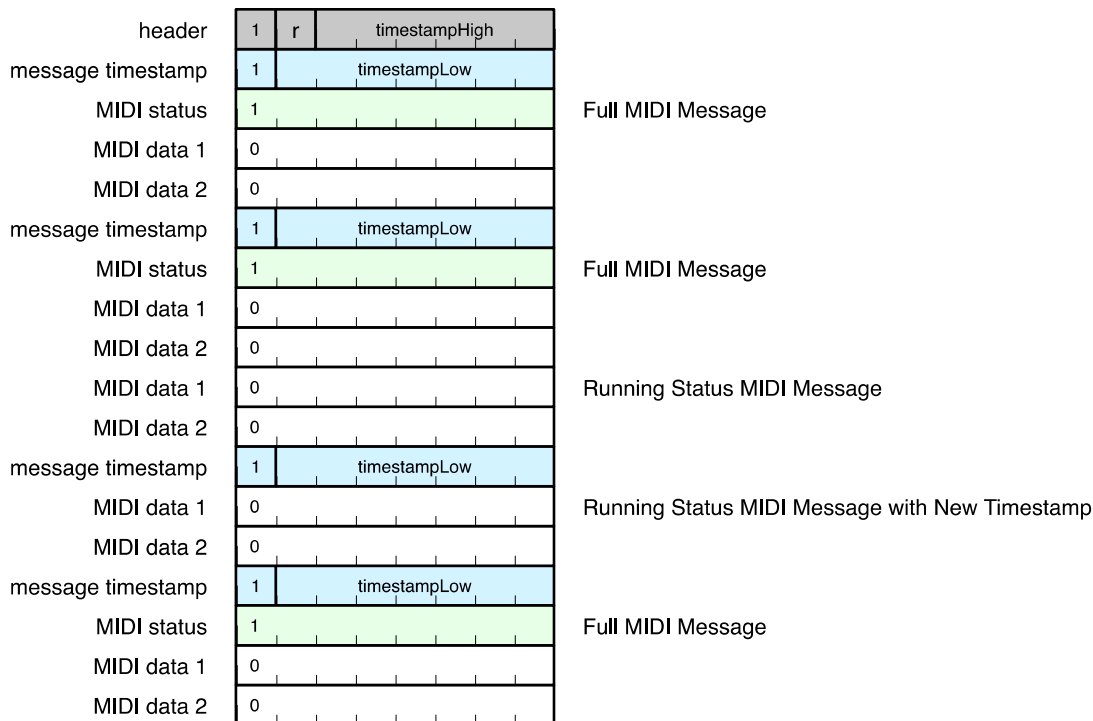 header 1 r timestampHigh
message timestamp 1 timestampLow
MIDI status 1 Full MIDI Message
MIDI data 1 0
MIDI data 2 0
message timestamp 1 timestampLow
MIDI status 1 Full MIDI Message
MIDI data 1 0
MIDI data 2 0
MIDI data 1 0 Running Status MIDI Message
MIDI data 2 0
message timestamp 1 timestampLow
MIDI data 1 0 Running Status MIDI Message with New Timestamp
MIDI data 2 0
message timestamp 1 timestampLow
MIDI status 1 Full MIDI Message
MIDI data 1 0
MIDI data 2 0